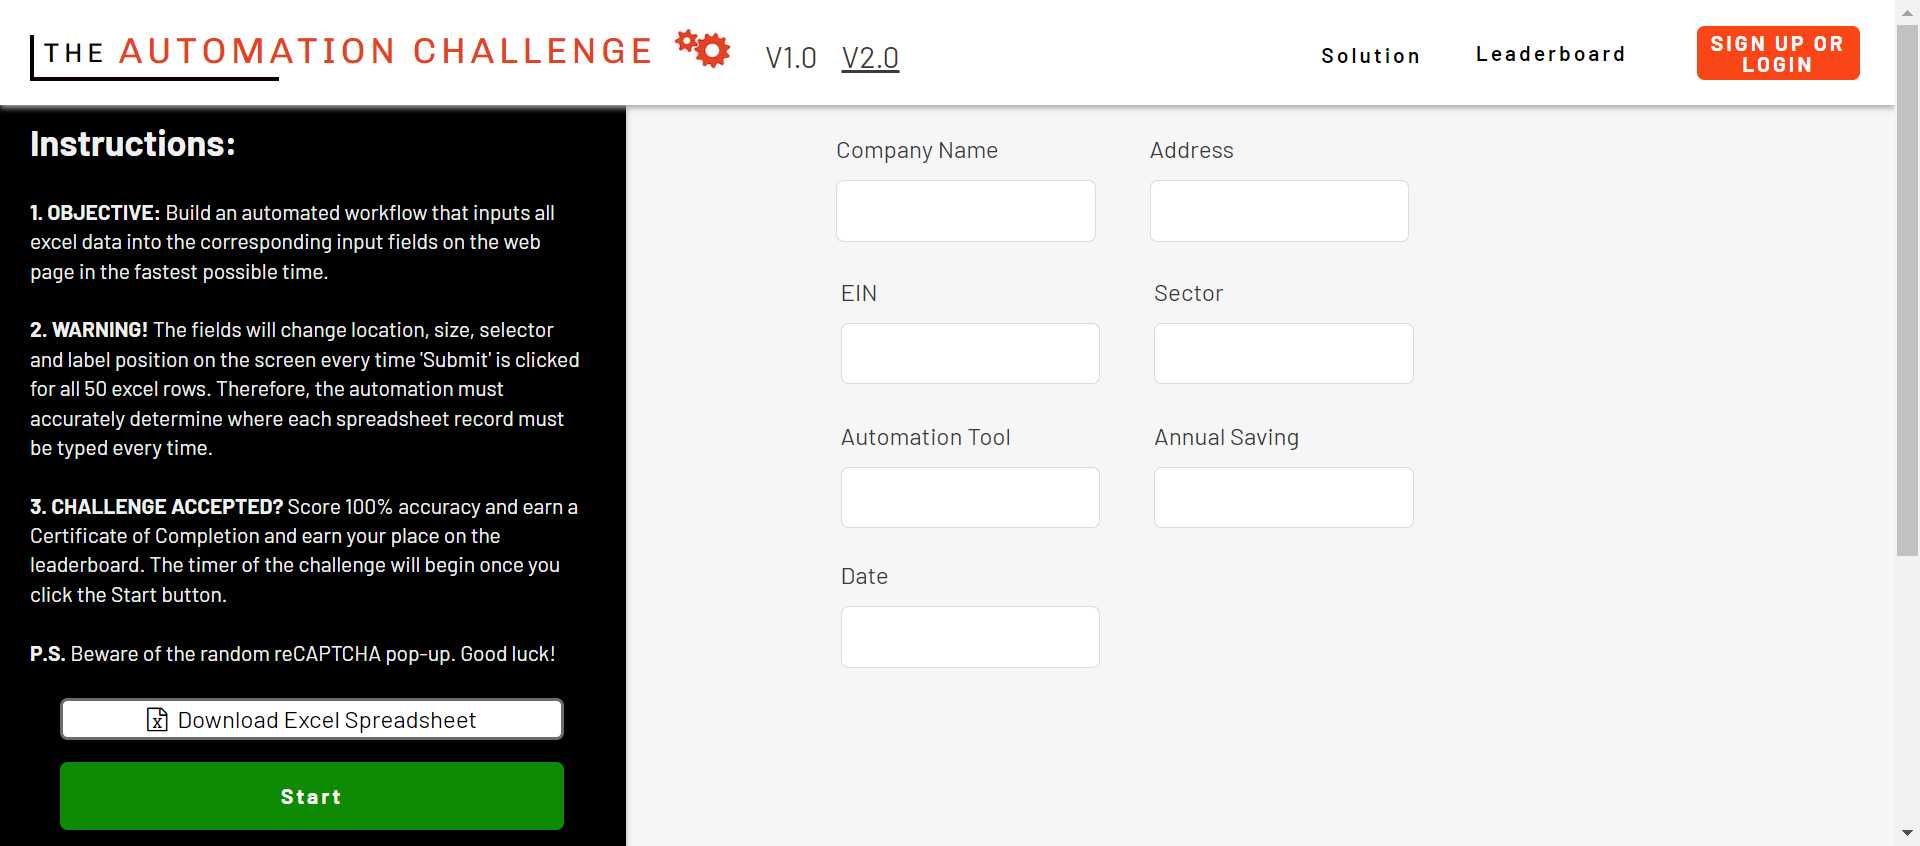 THE AUTOMATION CHALLENGE
V1.0 V2.0
Solution
Leaderboard
SIGN UP OR
LOGIN
Instructions:
1. OBJECTIVE: Build an automated workflow that inputs all
excel data into the corresponding input fields on the web
page in the fastest possible time.
2. WARNING! The fields will change location, size, selector
and label position on the screen every time 'Submit' is clicked
for all 50 excel rows. Therefore, the automation must
accurately determine where each spreadsheet record must
be typed every time.
3. CHALLENGE ACCEPTED? Score 100% accuracy and earn a
Certificate of Completion and earn your place on the
leaderboard. The timer of the challenge will begin once you
click the Start button.
P.S. Beware of the random reCAPTCHA pop-up. Good luck!
Download Excel Spreadsheet
Start
Company Name
Address
EIN
Sector
Automation Tool
Annual Saving
Date